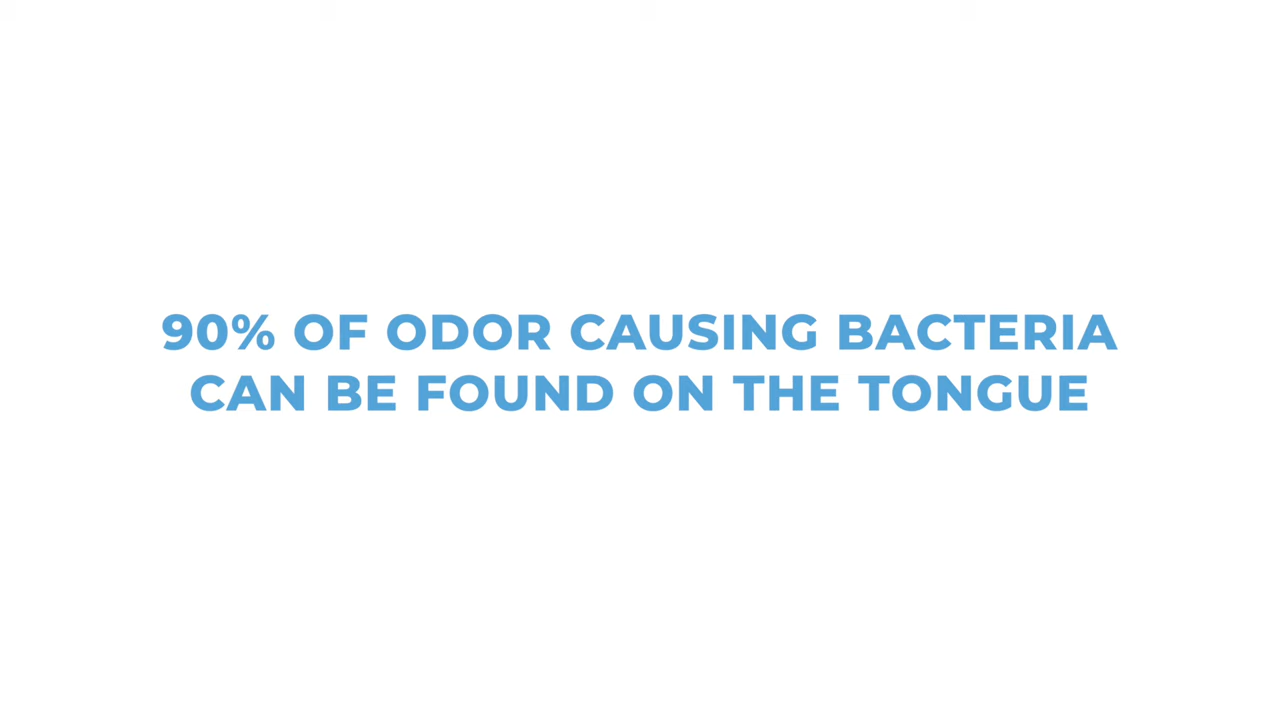 90% OF ODOR CAUSING BACTERIA
CAN BE FOUND ON THE TONGUE